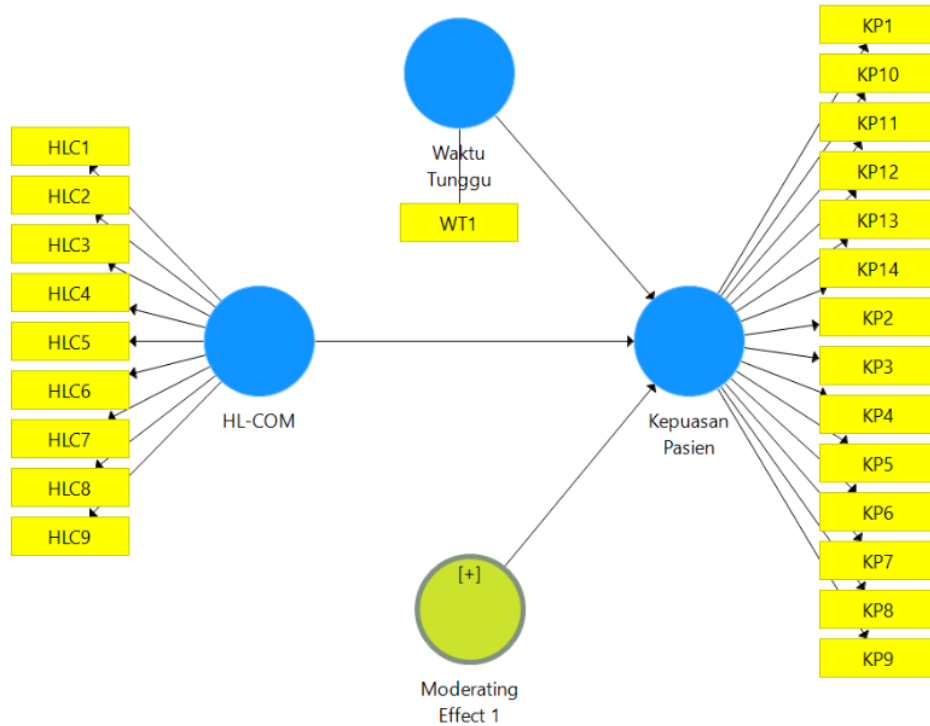 HLC1
HLC2
HLC3
HLC4
HLC5
HLC6
HLC7
HLC8
HLC9
HL-COM
Waktu
Tunggu
WT1
[+]
Moderating
Effect 1
Kepuasan
Pasien
KP1
KP10
KP11
KP12
KP13
KP14
KP2
KP3
KP4
KP5
KP6
KP7
KP8
KP9